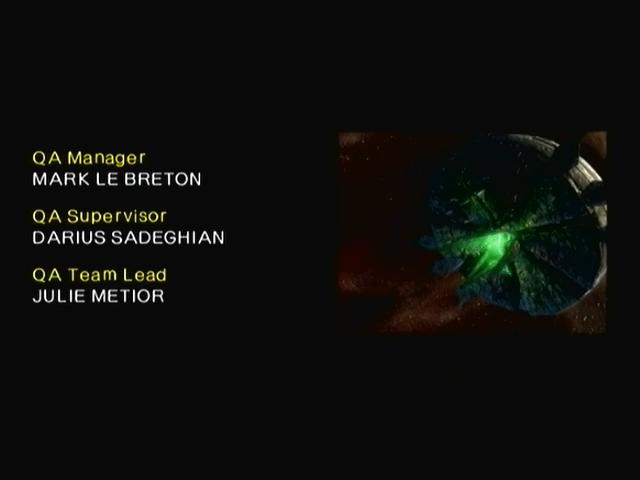 QA Manager
MARK LE BRETON
QA Supervisor
DARIUS SADEGHIAN
QA Team Lead
JULIE METIOR